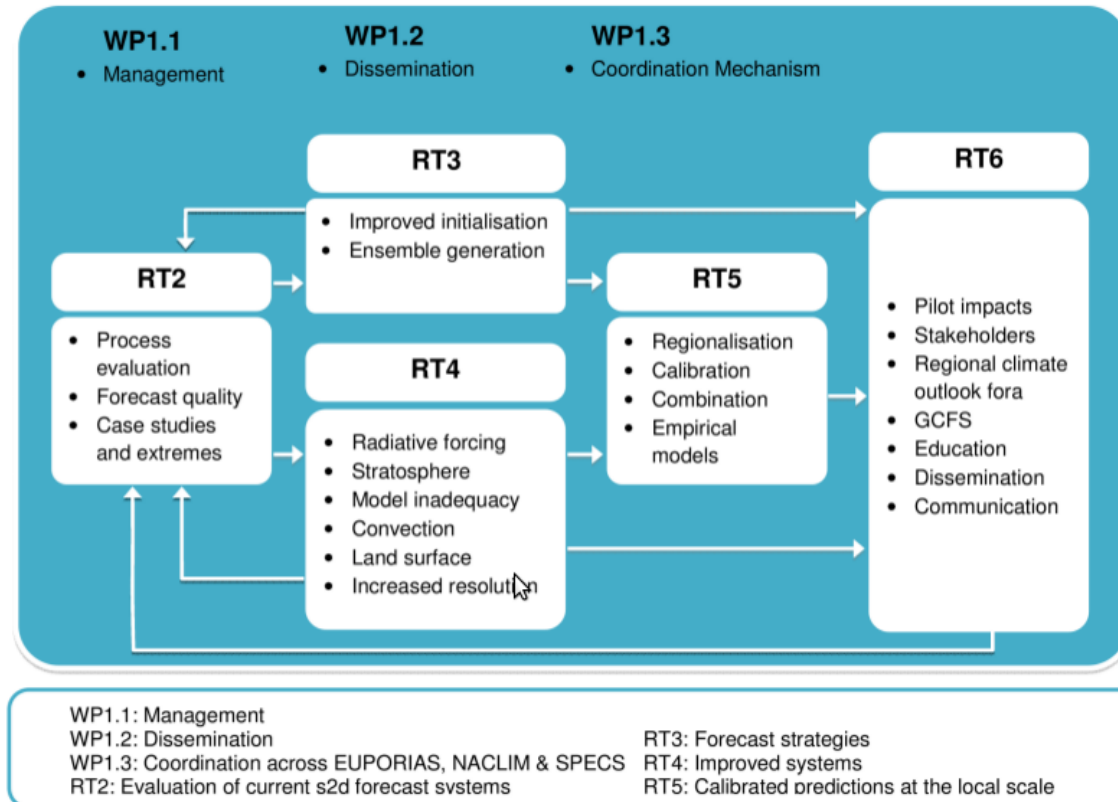 WP1.1
• Management
WP1.2
• Dissemination
WP1.3
• Coordination Mechanism
RT3
• Improved initialisation
• Ensemble generation
RT6
• Pilot impacts
• Stakeholders
• Regional climate
outlook fora
• GCFS
• Education
• Dissemination
• Communication
RT2
• Process
evaluation
• Forecast quality
• Case studies
and extremes
RT5
• Regionalisation
• Calibration
• Combination
• Empirical
models
RT4
• Radiative forcing
• Stratosphere
• Model inadequacy
• Convection
• Land surface
• Increased resolution
WP1.1: Management
WP1.2: Dissemination
WP1.3: Coordination across EUPORIAS, NACLIM & SPECS
RT2: Evaluation of current s2d forecast systems
RT3: Forecast strategies
RT4: Improved systems
RT5: Calibrated predictions at the local scale